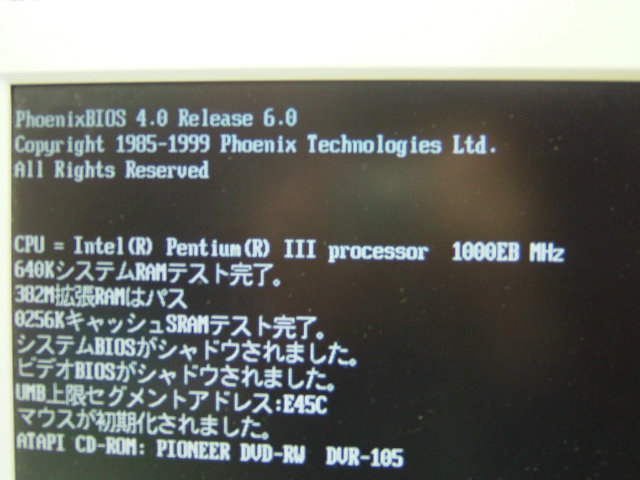 PhoenixBIOS 4.0 Release 6.0
Copyright 1985-1999 Phoenix Technologies Ltd.
All Rights Reserved
CPU = Intel(R) Pentium(R) III processor 1000EB MHz
640KシステムRAMテスト完了。
382M拡張RAMはパス
0256KキャッシュSRAMテスト完了。
システムBIOSがシャドウされました。
ビデオBIOSがシャドウされました。
UMB上限セグメントアドレス:E45C
マウスが初期化されました。
ATAPI CD-ROM: PIONEER DVD-RW DVR-105